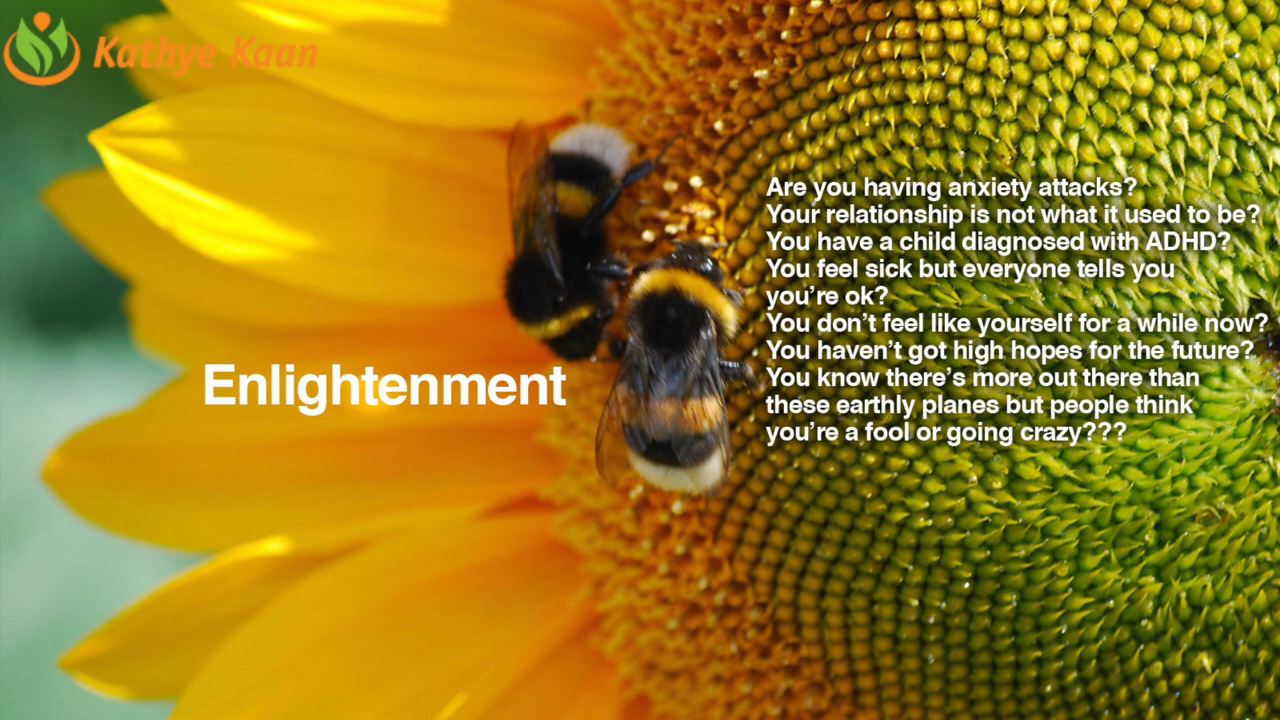 Kathye Kaan
Enlightenment
Are you having anxiety attacks?
Your relationship is not what it used to be?
You have a child diagnosed with ADHD?
You feel sick but everyone tells you
you’re ok?
You don’t feel like yourself for a while now?
You haven’t got high hopes for the future?
You know there’s more out there than
these earthly planes but people think
you’re a fool or going crazy???